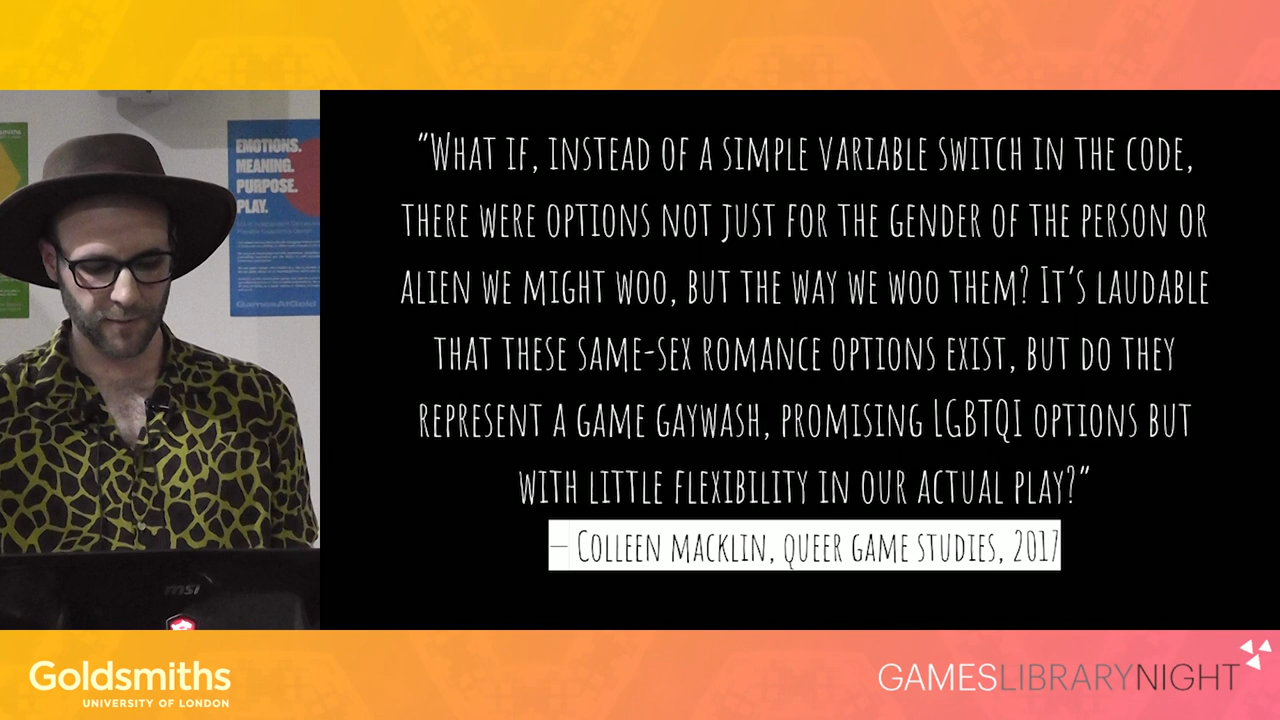 EMOTIONS.
MEANING.
PURPOSE.
PLAY.
"WHAT IF, INSTEAD OF A SIMPLE VARIABLE SWITCH IN THE CODE,
THERE WERE OPTIONS NOT JUST FOR THE GENDER OF THE PERSON OR
ALIEN WE MIGHT WOO, BUT THE WAY WE WOO THEM? IT'S LAUDABLE
THAT THESE SAME-SEX ROMANCE OPTIONS EXIST, BUT DO THEY
REPRESENT A GAME GAYWASH, PROMISING LGBTQI OPTIONS BUT
WITH LITTLE FLEXIBILITY IN OUR ACTUAL PLAY?"
— COLLEEN MACKLIN, QUEER GAME STUDIES, 2017
msi
Goldsmiths
UNIVERSITY OF LONDON
GAMESLIBRARYNIGHT